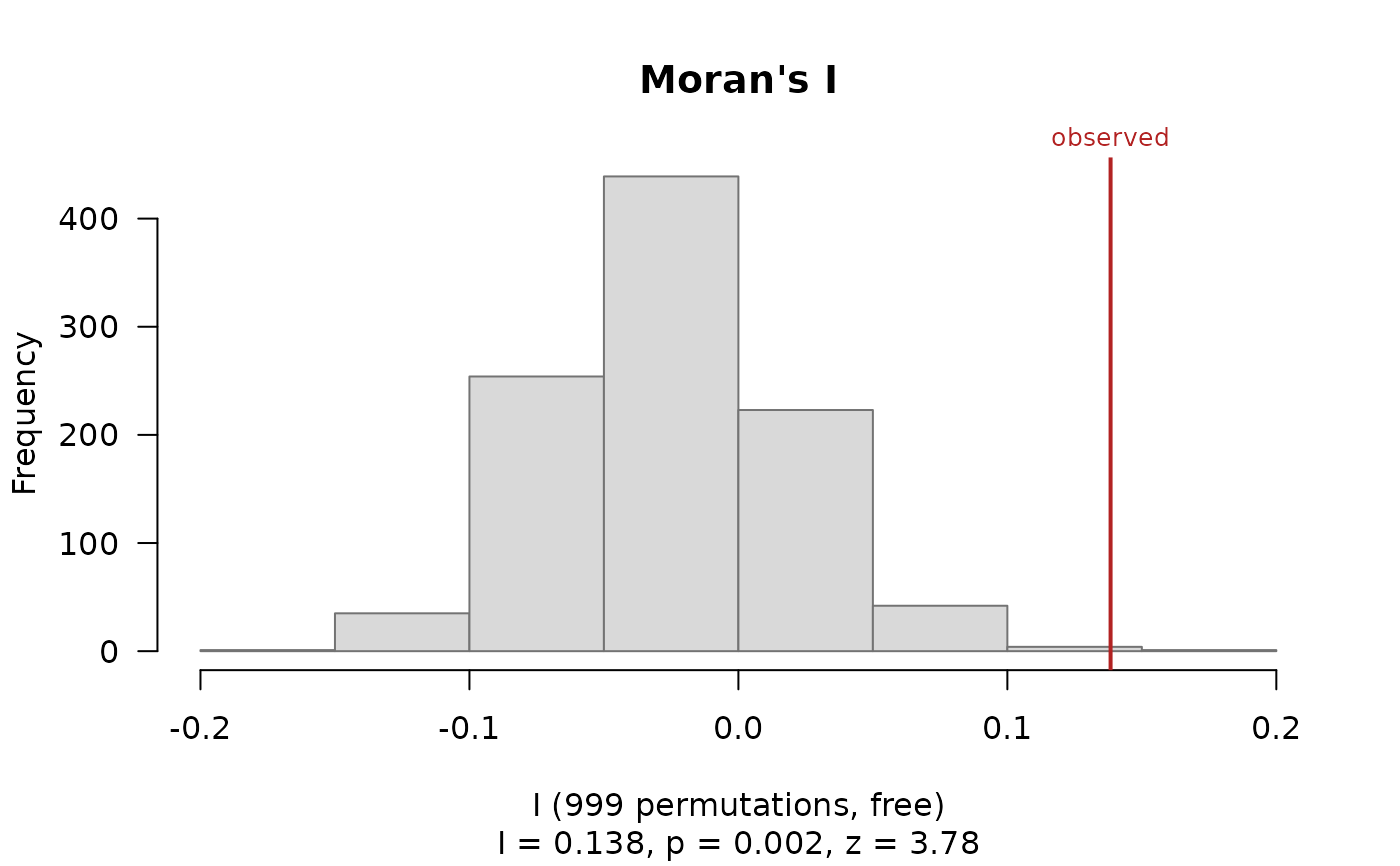 Moran's I
observed
Frequency
400
300
200
100
0
-0.2 -0.1 0.0 0.1 0.2
I (999 permutations, free)
I = 0.138, p = 0.002, z = 3.78